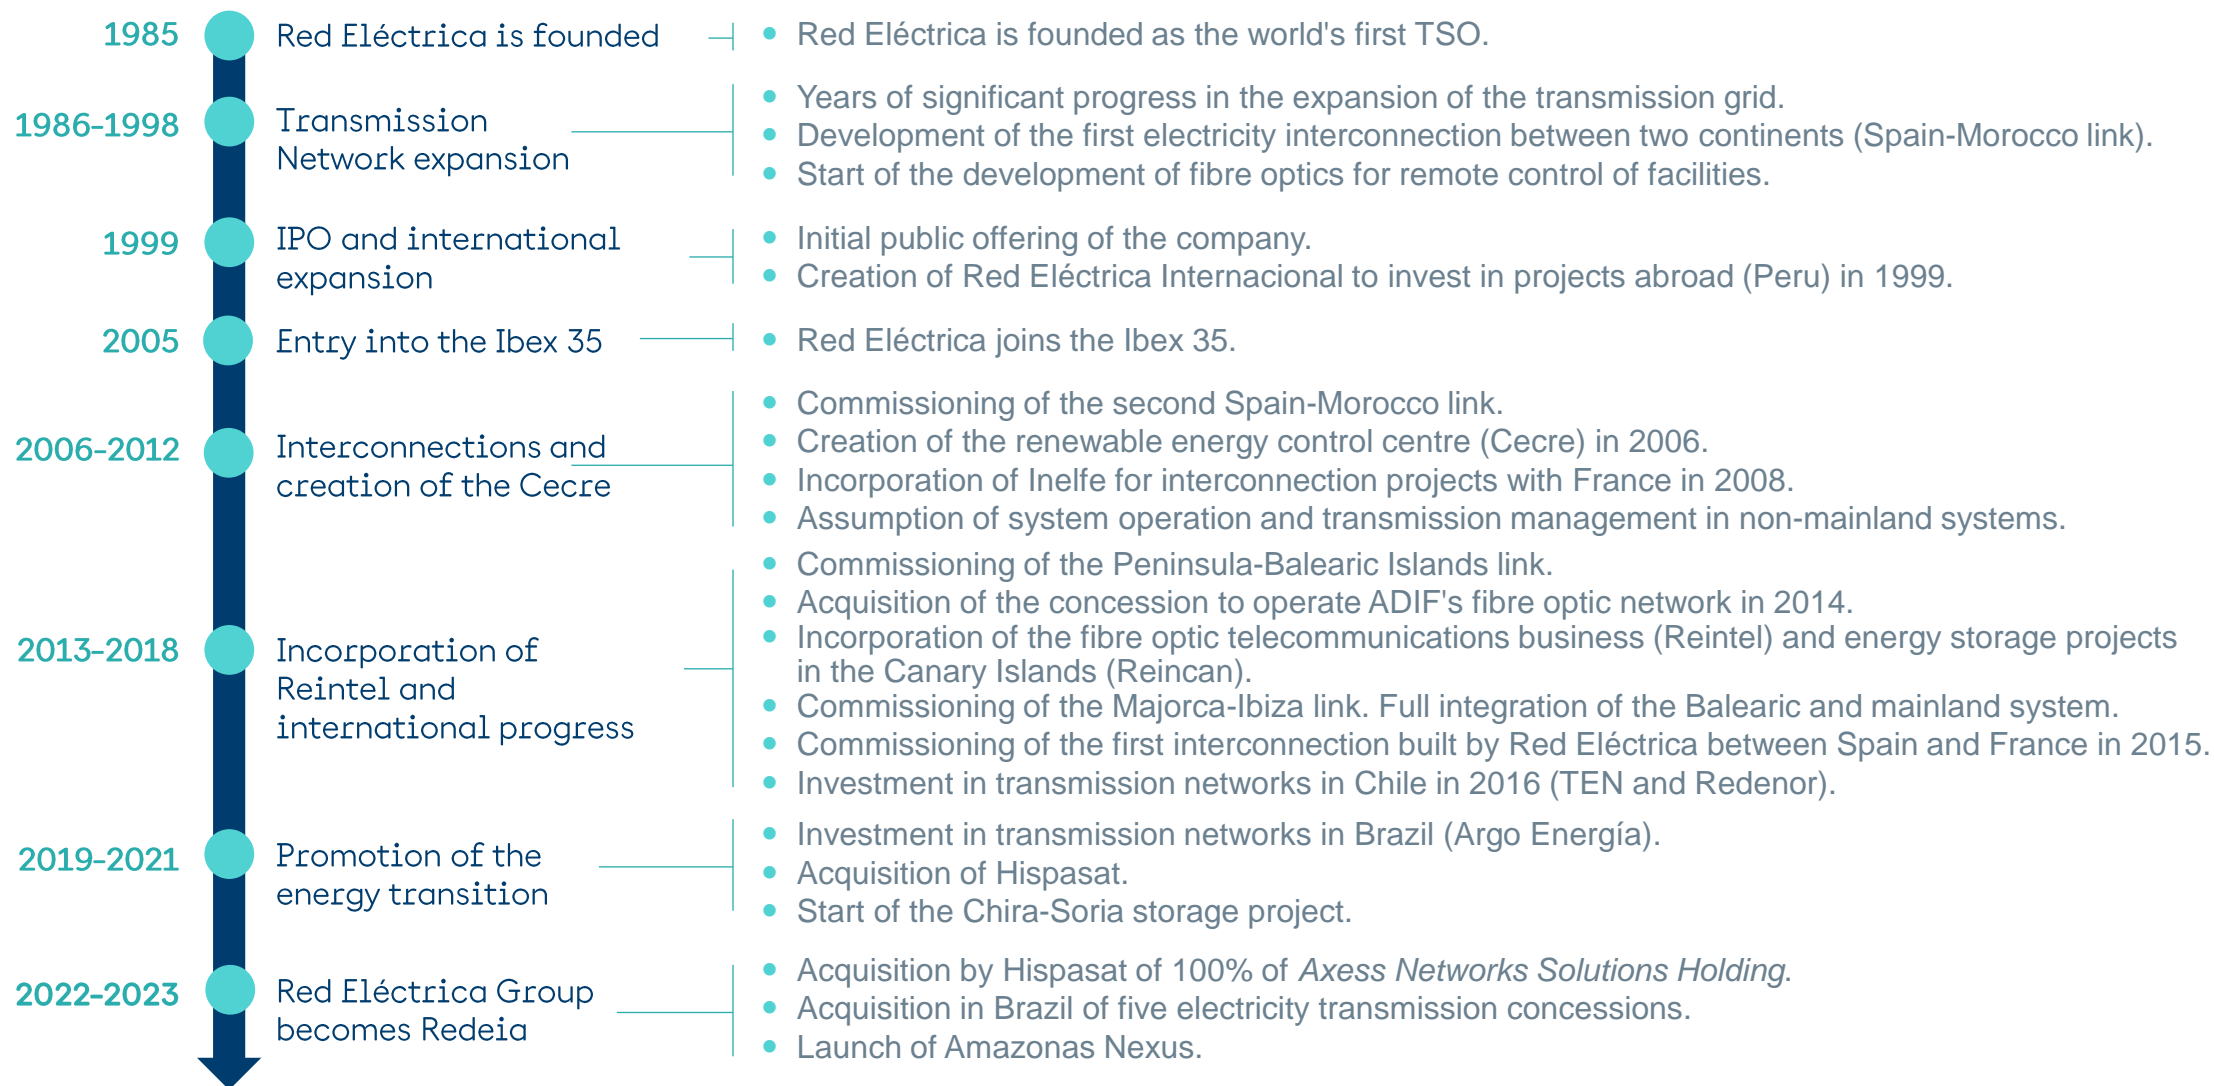 1985
Red Eléctrica is founded
Red Eléctrica is founded as the world's first TSO.
1986-1998
Transmission
Network expansion
Years of significant progress in the expansion of the transmission grid.
Development of the first electricity interconnection between two continents (Spain-Morocco link).
Start of the development of fibre optics for remote control of facilities.
1999
IPO and international
expansion
Initial public offering of the company.
Creation of Red Eléctrica Internacional to invest in projects abroad (Peru) in 1999.
2005
Entry into the Ibex 35
Red Eléctrica joins the Ibex 35.
2006-2012
Interconnections and
creation of the Cecre
Commissioning of the second Spain-Morocco link.
Creation of the renewable energy control centre (Cecre) in 2006.
Incorporation of Inelfe for interconnection projects with France in 2008.
Assumption of system operation and transmission management in non-mainland systems.
2013-2018
Incorporation of
Reintel and
international progress
Commissioning of the Peninsula-Balearic Islands link.
Acquisition of the concession to operate ADIF's fibre optic network in 2014.
Incorporation of the fibre optic telecommunications business (Reintel) and energy storage projects
in the Canary Islands (Reincan).
Commissioning of the Majorca-Ibiza link. Full integration of the Balearic and mainland system.
Commissioning of the first interconnection built by Red Eléctrica between Spain and France in 2015.
Investment in transmission networks in Chile in 2016 (TEN and Redenor).
2019-2021
Promotion of the
energy transition
Investment in transmission networks in Brazil (Argo Energía).
Acquisition of Hispasat.
Start of the Chira-Soria storage project.
2022-2023
Red Eléctrica Group
becomes Redeia
Acquisition by Hispasat of 100% of Axess Networks Solutions Holding.
Acquisition in Brazil of five electricity transmission concessions.
Launch of Amazonas Nexus.